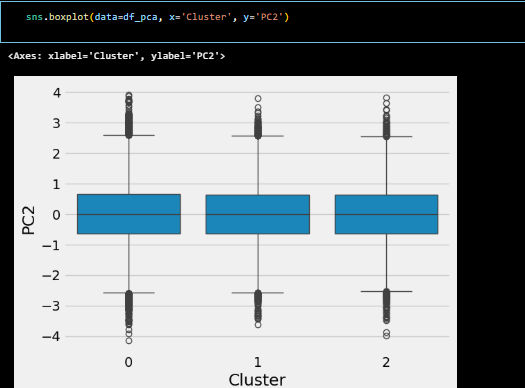 sns.boxplot(data=df_pca, x='Cluster', y='PC2')
<Axes: xlabel='Cluster', ylabel='PC2'>
4
3
2
1
0
−1
−2
−3
−4
PC2
0 1 2
Cluster